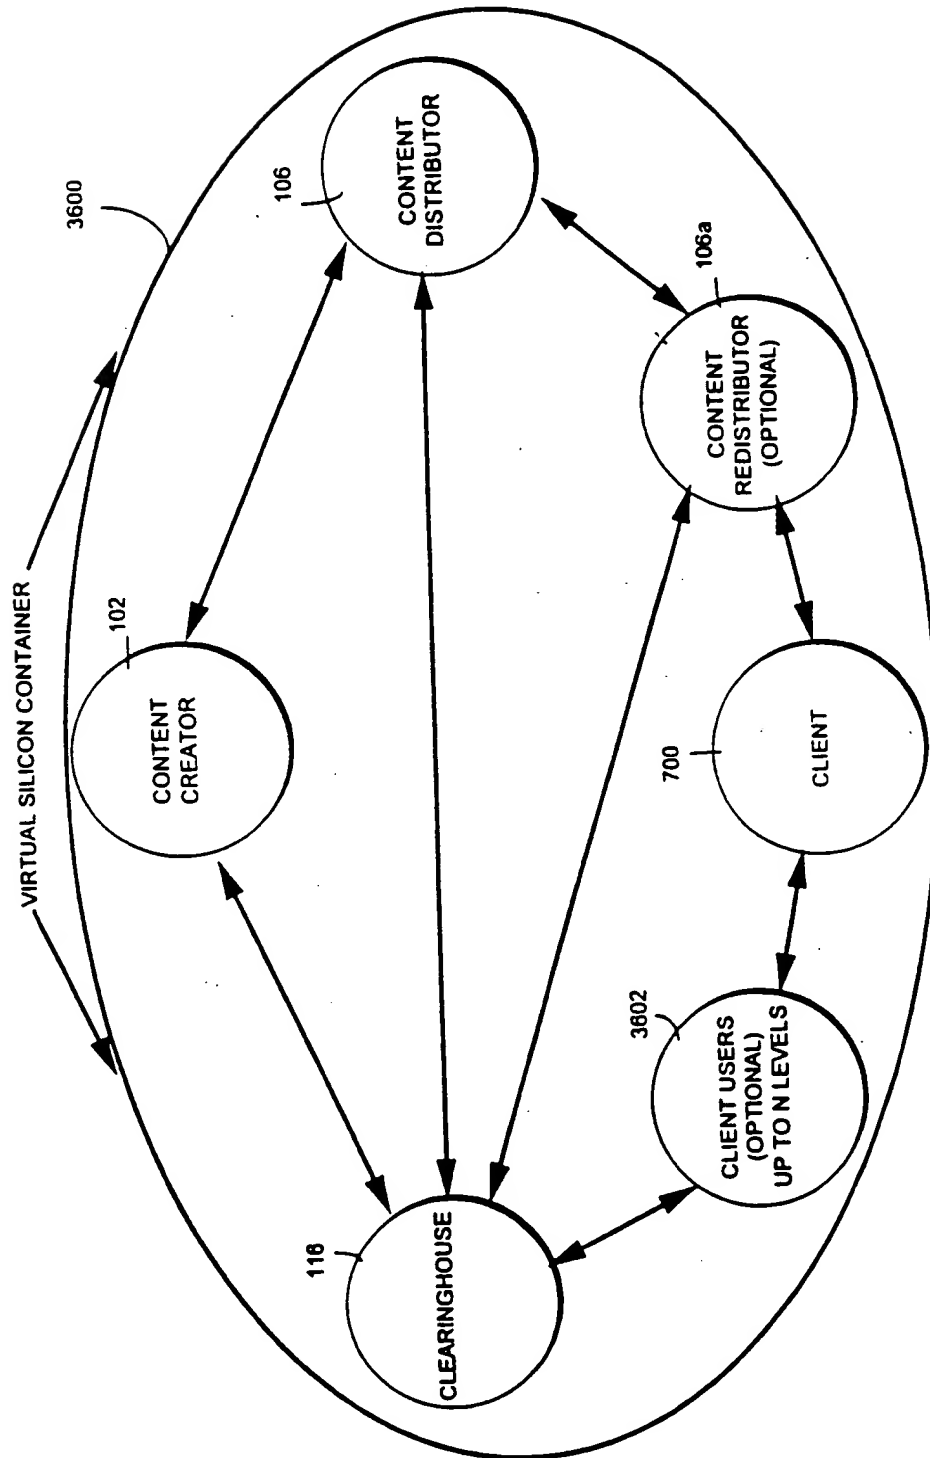 VIRTUAL SILICON CONTAINER
3600
102
CONTENT
CREATOR
106
CONTENT
DISTRIBUTOR
116
CLEARINGHOUSE
106a
CONTENT
REDISTRIBUTOR
(OPTIONAL)
3602
CLIENT USERS
(OPTIONAL)
UP TO N LEVELS
700
CLIENT